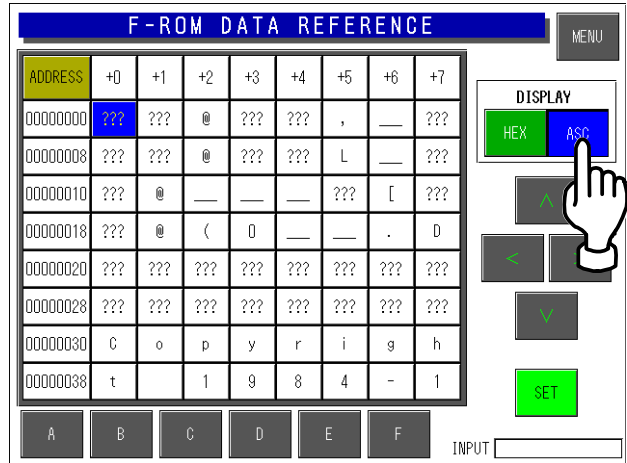 F-ROM DATA REFERENCE
MENU
ADDRESS +0 +1 +2 +3 +4 +5 +6 +7
00000000 ??? ??? @ ??? ??? , __ ???
00000008 ??? ??? @ ??? ??? L __ ???
00000010 ??? @ __ __ __ ??? [ ???
00000018 ??? @ ( 0 __ __ . D
00000020 ??? ??? ??? ??? ??? ??? ??? ???
00000028 ??? ??? ??? ??? ??? ??? ??? ???
00000030 C o p y r i g h
00000038 t 1 9 8 4 - 1
DISPLAY
HEX ASC
^
<
v
SET
A B C D E F
INPUT